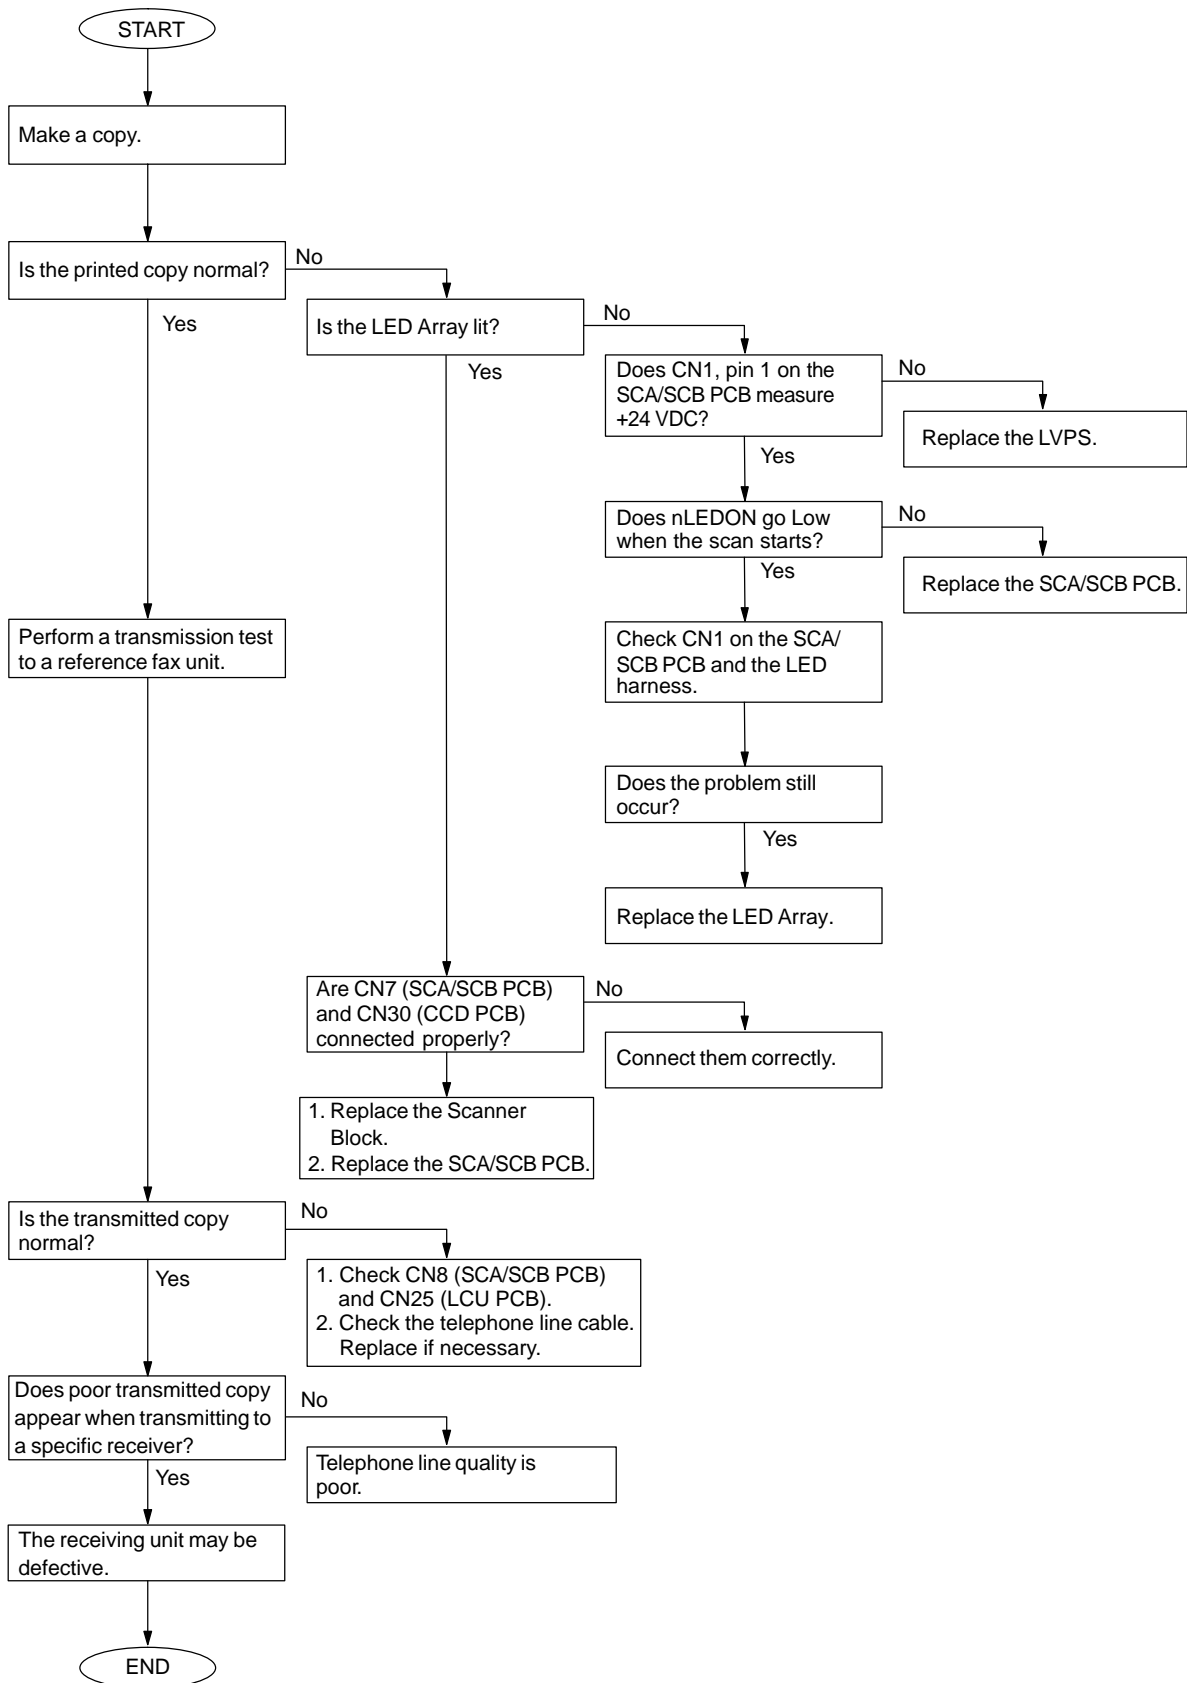 START
Make a copy.
Is the printed copy normal?
No
Yes
Is the LED Array lit?
No
Yes
Does CN1, pin 1 on the
SCA/SCB PCB measure
+24 VDC?
No
Replace the LVPS.
Yes
Does nLEDON go Low
when the scan starts?
No
Replace the SCA/SCB PCB.
Yes
Perform a transmission test
to a reference fax unit.
Check CN1 on the SCA/
SCB PCB and the LED
harness.
Does the problem still
occur?
Yes
Replace the LED Array.
Are CN7 (SCA/SCB PCB)
and CN30 (CCD PCB)
connected properly?
No
Connect them correctly.
1. Replace the Scanner
Block.
2. Replace the SCA/SCB PCB.
Is the transmitted copy
normal?
No
Yes
1. Check CN8 (SCA/SCB PCB)
and CN25 (LCU PCB).
2. Check the telephone line cable.
Replace if necessary.
Does poor transmitted copy
appear when transmitting to
a specific receiver?
No
Yes
Telephone line quality is
poor.
The receiving unit may be
defective.
END